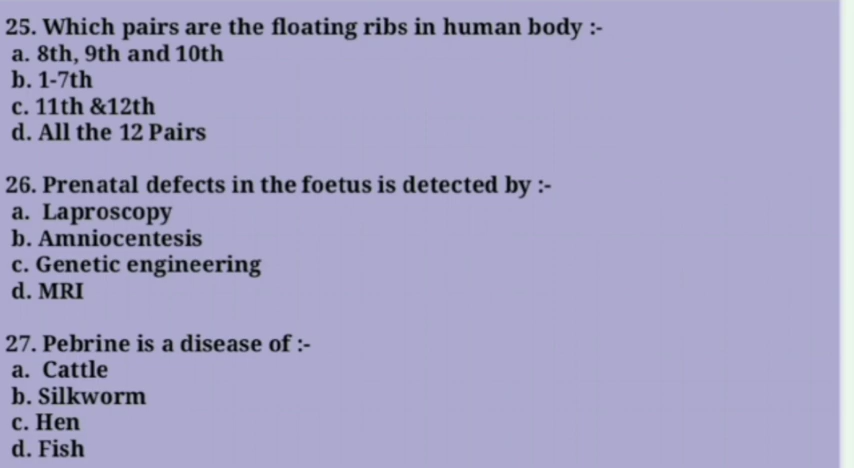 25. Which pairs are the floating ribs in human body :-
a. 8th, 9th and 10th
b. 1-7th
c. 11th &12th
d. All the 12 Pairs
26. Prenatal defects in the foetus is detected by :-
a. Laproscopy
b. Amniocentesis
c. Genetic engineering
d. MRI
27. Pebrine is a disease of :-
a. Cattle
b. Silkworm
c. Hen
d. Fish